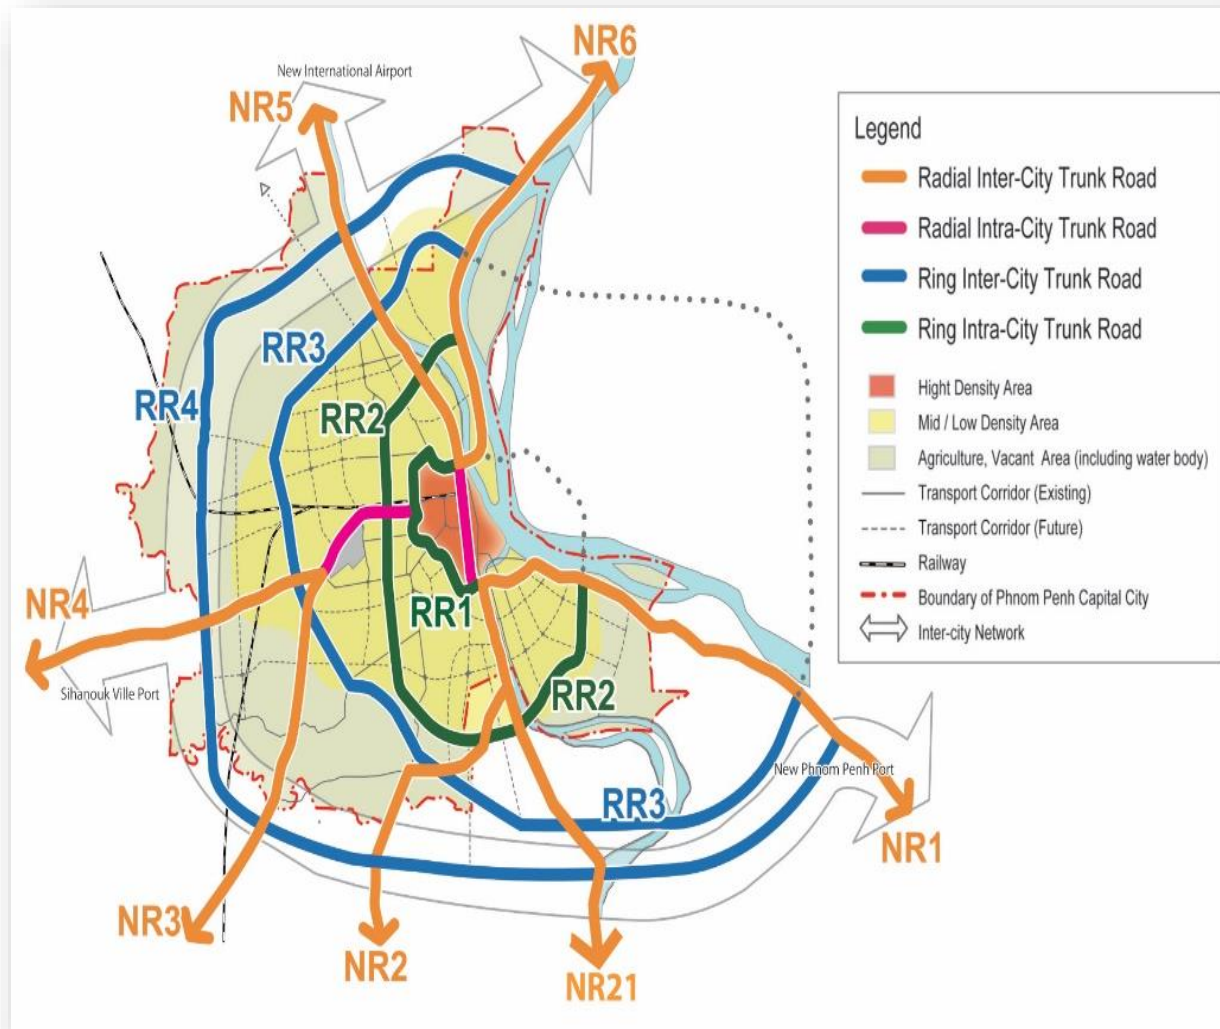 NR6
New International Airport
NR5
RR3
RR4
RR2
NR4
RR1
Sihanouk Ville Port
RR2
New Phnom Penh Port
RR3
NR1
NR3
NR2
NR21
Legend
Radial Inter-City Trunk Road
Radial Intra-City Trunk Road
Ring Inter-City Trunk Road
Ring Intra-City Trunk Road
Hight Density Area
Mid / Low Density Area
Agriculture, Vacant Area (including water body)
Transport Corridor (Existing)
Transport Corridor (Future)
Railway
Boundary of Phnom Penh Capital City
Inter-city Network